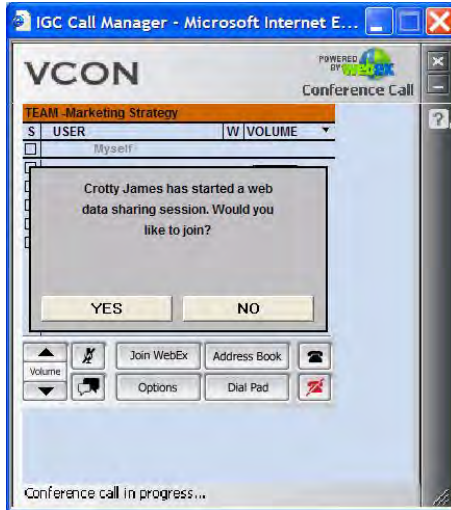 IGC Call Manager - Microsoft Internet E...
VCON
POWERED
BY webex
Conference Call
TEAM -Marketing Strategy
S USER W VOLUME
Myself
Crotty James has started a web
data sharing session. Would you
like to join?
YES NO
Join WebEx Address Book
Volume
Options Dial Pad
Conference call in progress...